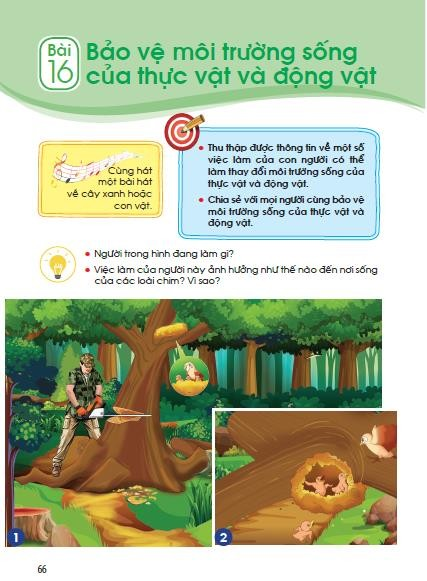 Bài
16
Bảo vệ môi trường sống
của thực vật và động vật
Cùng hát
một bài hát
về cây xanh hoặc
con vật.
Thu thập được thông tin về một số
việc làm của con người có thể
làm thay đổi môi trường sống của
thực vật và động vật.
Chia sẻ với mọi người cùng bảo vệ
môi trường sống của thực vật và
động vật.
Người trong hình đang làm gì?
Việc làm của người này ảnh hưởng như thế nào đến nơi sống
của các loài chim? Vì sao?
1
2
66